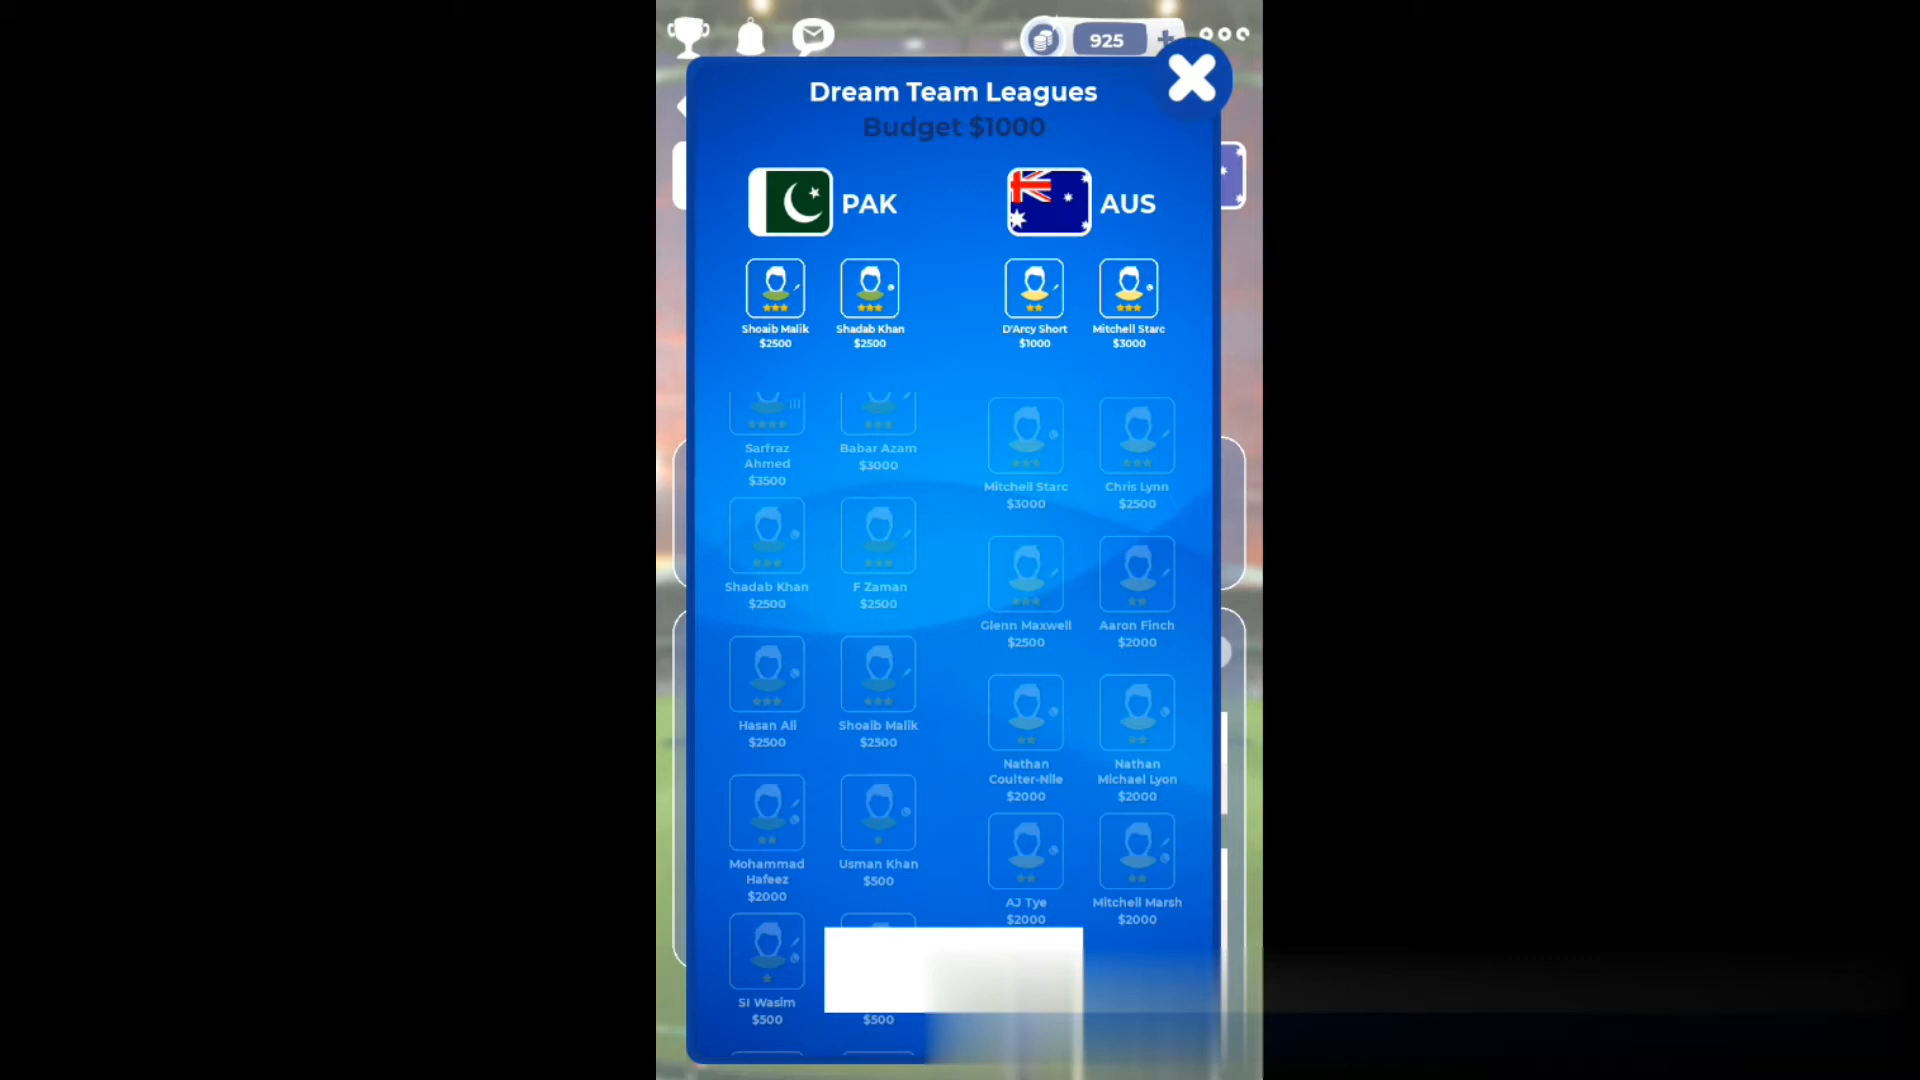 925
Dream Team Leagues
Budget $1000
PAK
AUS
Shoaib Malik
$2500
Shadab Khan
$2500
D'Arcy Short
$1000
Mitchell Starc
$3000
Sarfraz
Ahmed
$3500
Babar Azam
$3000
Mitchell Starc
$3000
Chris Lynn
$2500
Shadab Khan
$2500
F Zaman
$2500
Glenn Maxwell
$2500
Aaron Finch
$2000
Hasan Ali
$2500
Shoaib Malik
$2500
Nathan
Coulter-Nile
$2000
Nathan
Michael Lyon
$2000
Mohammad
Hafeez
$2000
Usman Khan
$500
AJ Tye
$2000
Mitchell Marsh
$2000
SI Wasim
$500
$500